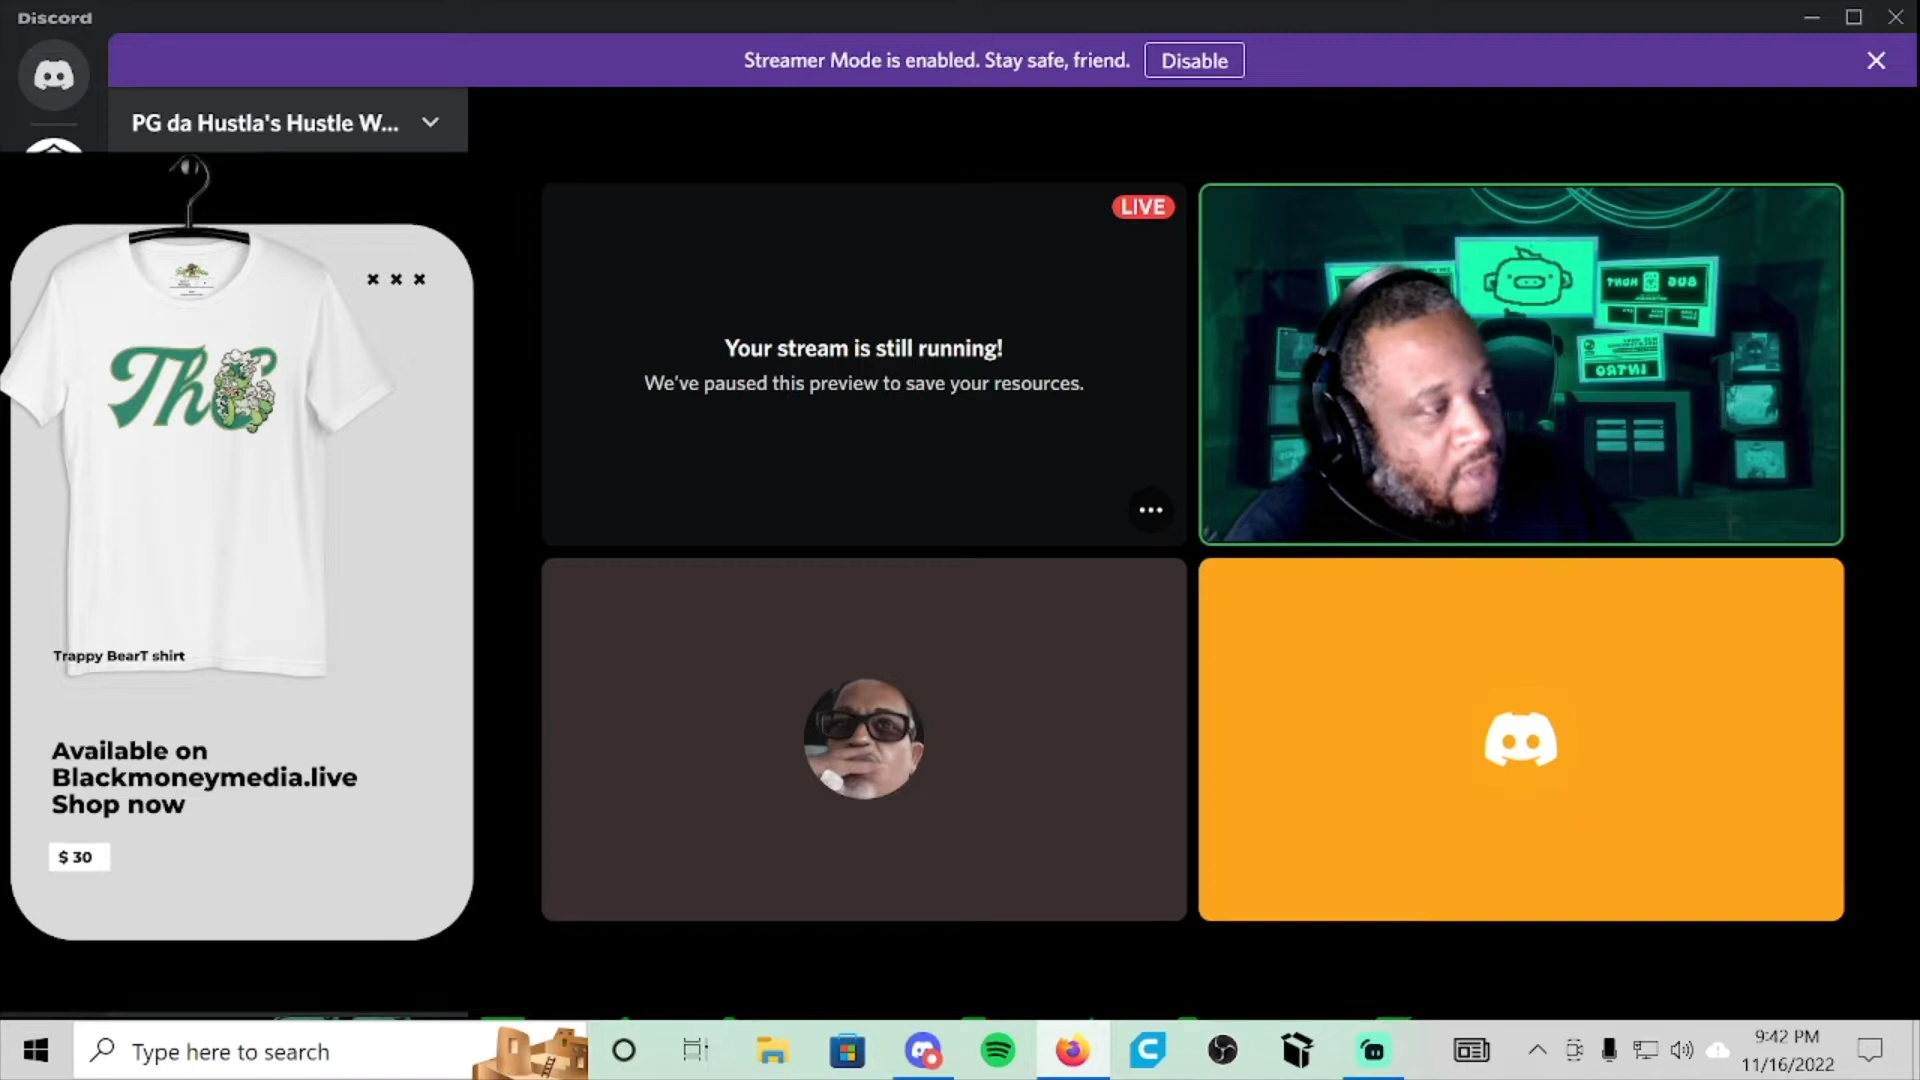 Discord
Streamer Mode is enabled. Stay safe, friend.
Disable
PG da Hustla's Hustle W...
LIVE
Your stream is still running!
We've paused this preview to save your resources.
Th
Trappy BearT shirt
Available on
Blackmoneymedia.live
Shop now
$ 30
Type here to search
9:42 PM
11/16/2022